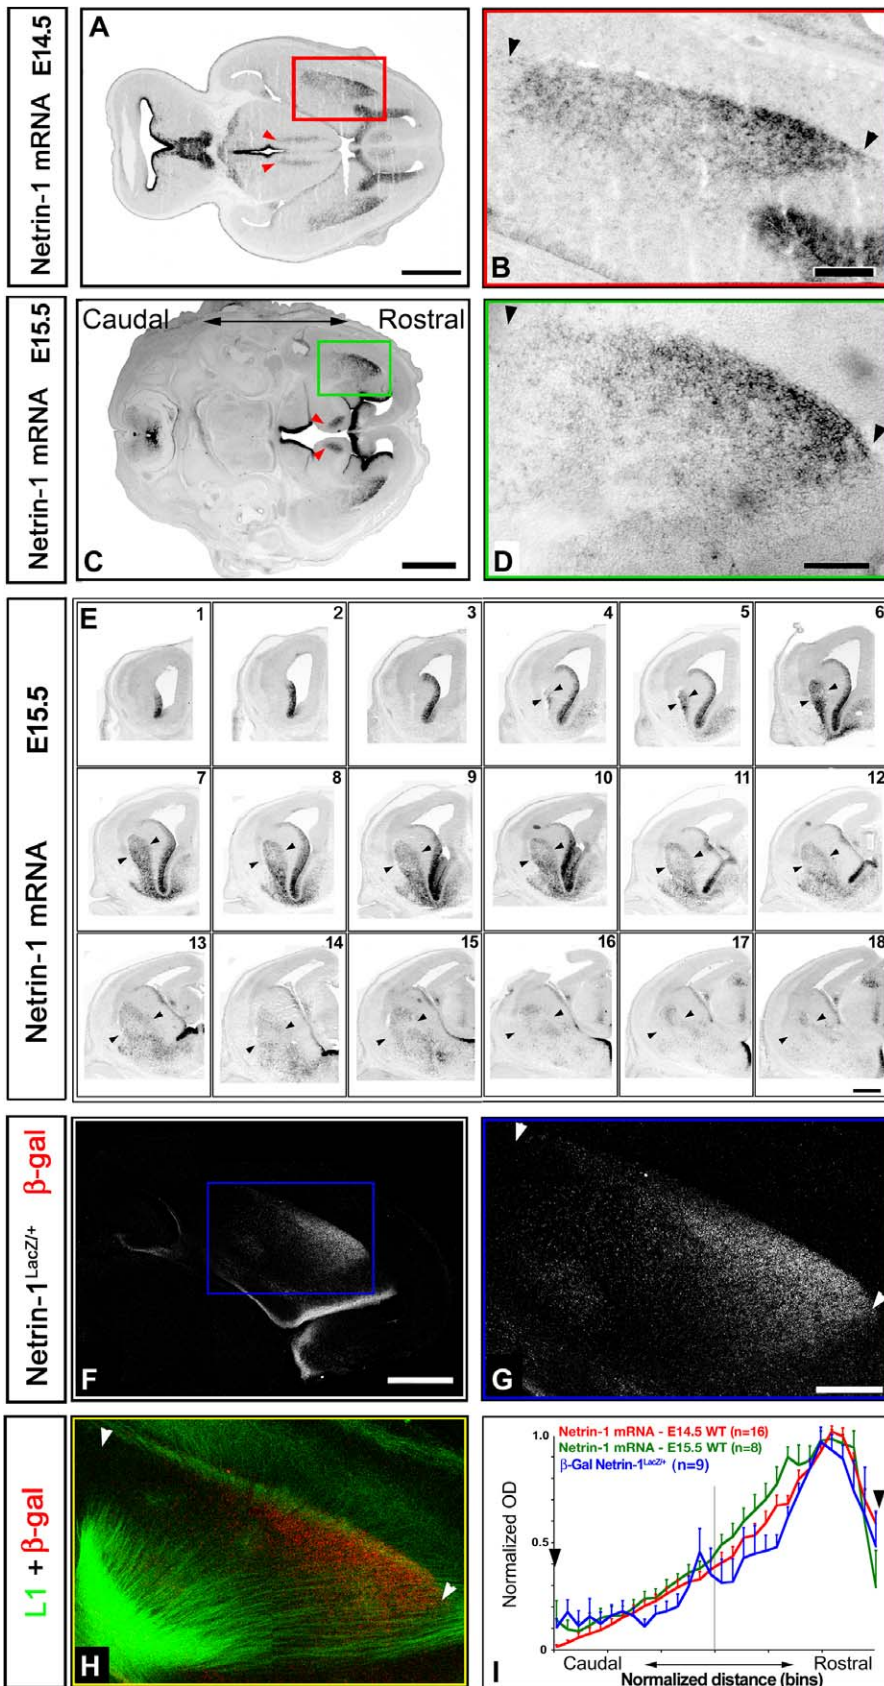 Netrin-1 mRNA E14.5
A
B
Netrin-1 mRNA E15.5
Caudal
Rostral
C
D
Netrin-1 mRNA E15.5
E
1
2
3
4
5
6
7
8
9
10
11
12
13
14
15
16
17
18
Netrin-1LacZ/+ β-gal
F
G
L1 + β-gal
H
Normalized OD
1.0
0.5
0
Netrin-1 mRNA - E14.5 WT (n=16)
Netrin-1 mRNA - E15.5 WT (n=8)
β-Gal Netrin-1LacZ/+ (n=9)
I
Caudal
Rostral
Normalized distance (bins)